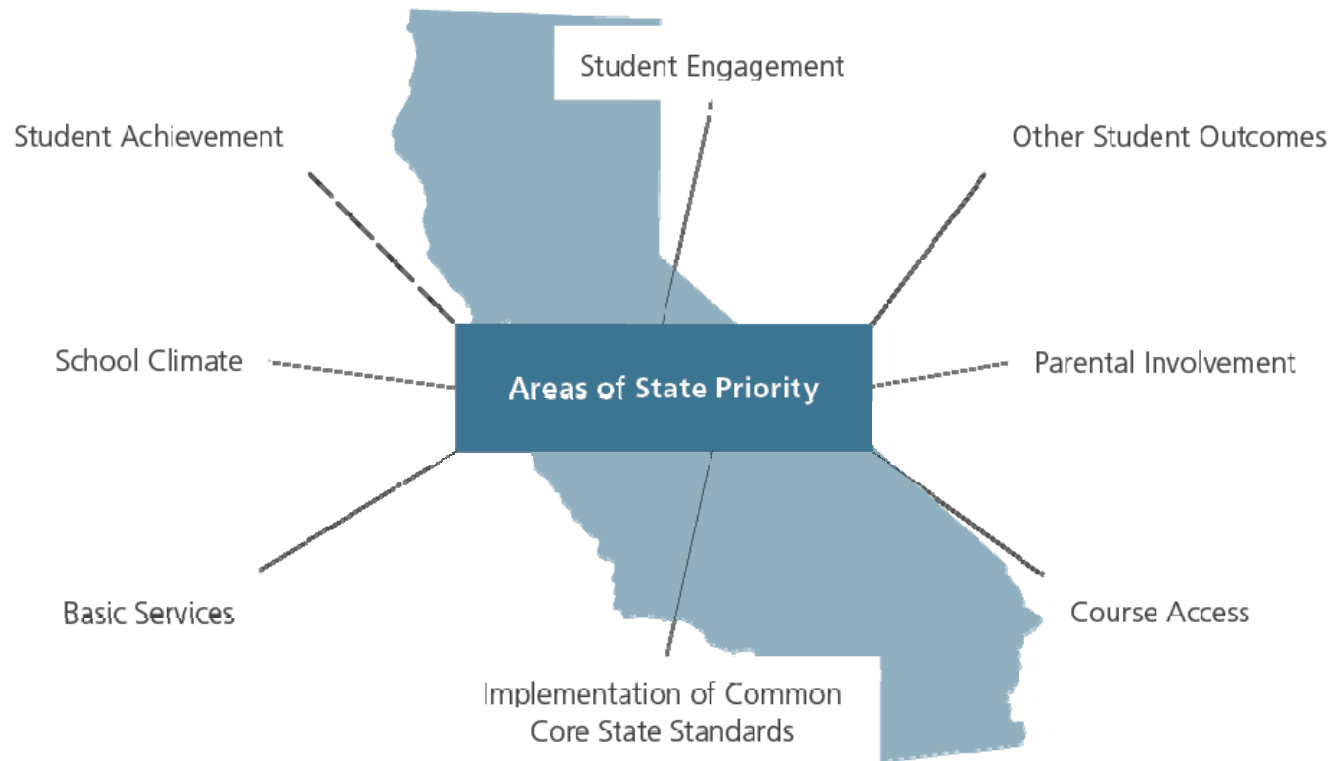 Student Engagement
Student Achievement
Other Student Outcomes
School Climate
Areas of State Priority
Parental Involvement
Basic Services
Course Access
Implementation of Common
Core State Standards